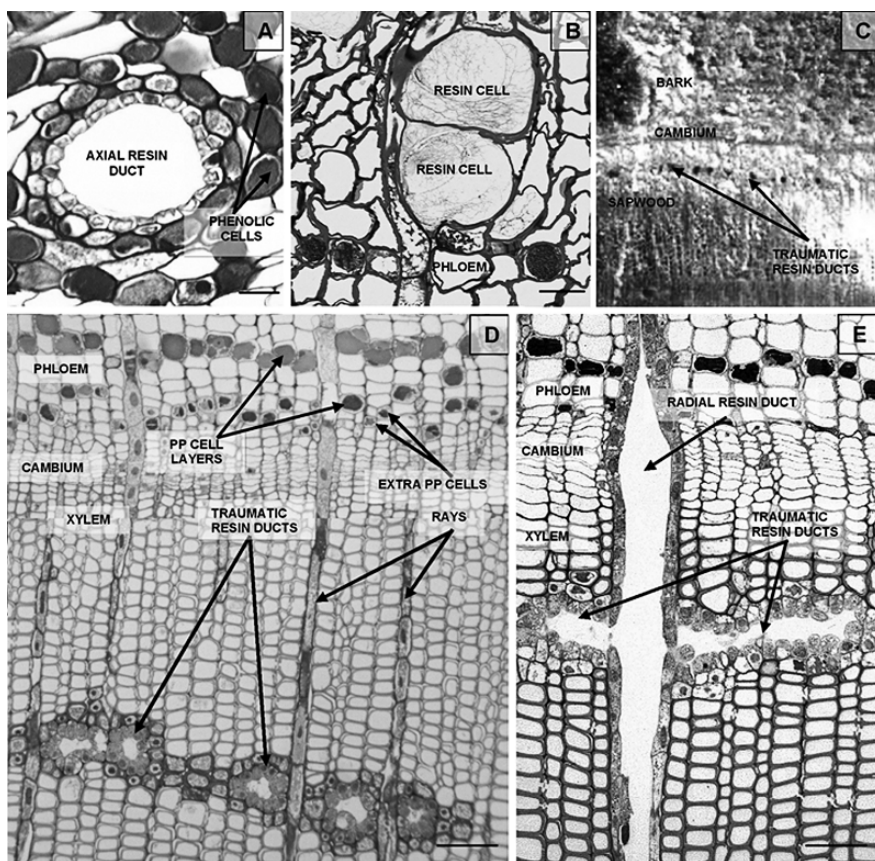 A
AXIAL RESIN
DUCT
PHENOLIC
CELLS
B
RESIN CELL
RESIN CELL
PHLOEM
C
BARK
CAMBIUM
SAPWOOD
TRAUMATIC
RESIN DUCTS
D
PHLOEM
PP CELL
LAYERS
CAMBIUM
EXTRA PP CELLS
XYLEM
TRAUMATIC
RESIN DUCTS
RAYS
E
PHLOEM
RADIAL RESIN DUCT
CAMBIUM
TRAUMATIC
RESIN DUCTS
XYLEM